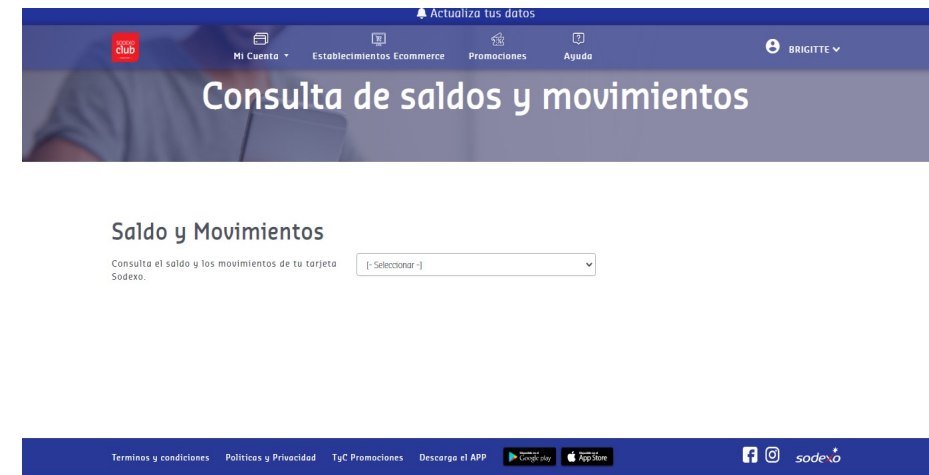 Actualiza tus datos
sodexo
club
Mi Cuenta
Establecimientos Ecommerce
Promociones
Ayuda
BRIGITTE
Consulta de saldos y movimientos
Saldo y Movimientos
Consulta el saldo y los movimientos de tu tarjeta
Sodexo.
[- Seleccionar -]
Terminos y condiciones
Politicas y Privacidad
TyC Promociones
Descarga el APP
Google play
App Store
sodexo